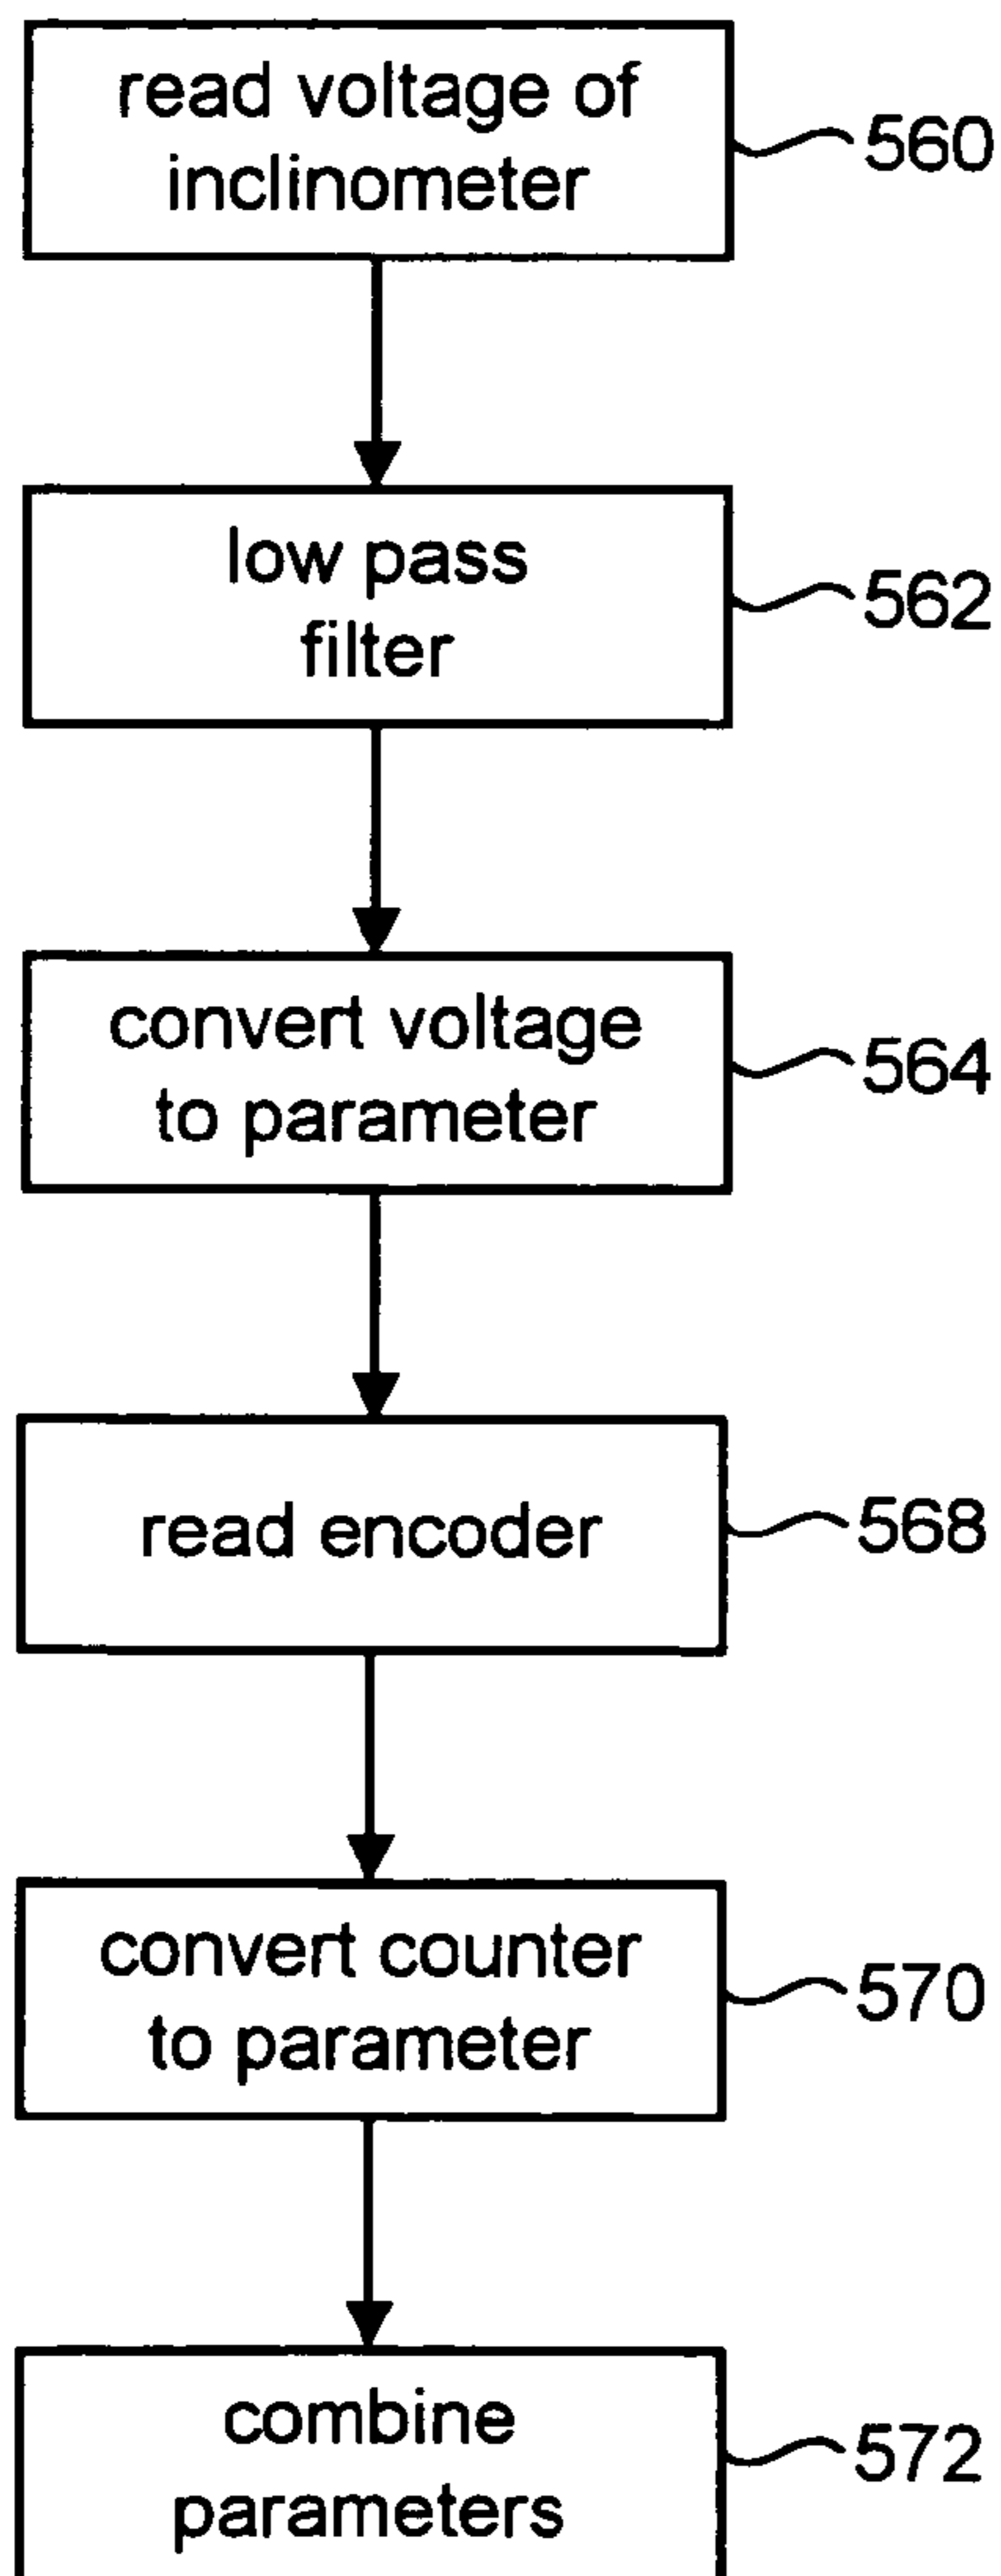 read voltage of
inclinometer
560
low pass
filter
562
convert voltage
to parameter
564
read encoder
568
convert counter
to parameter
570
combine
parameters
572